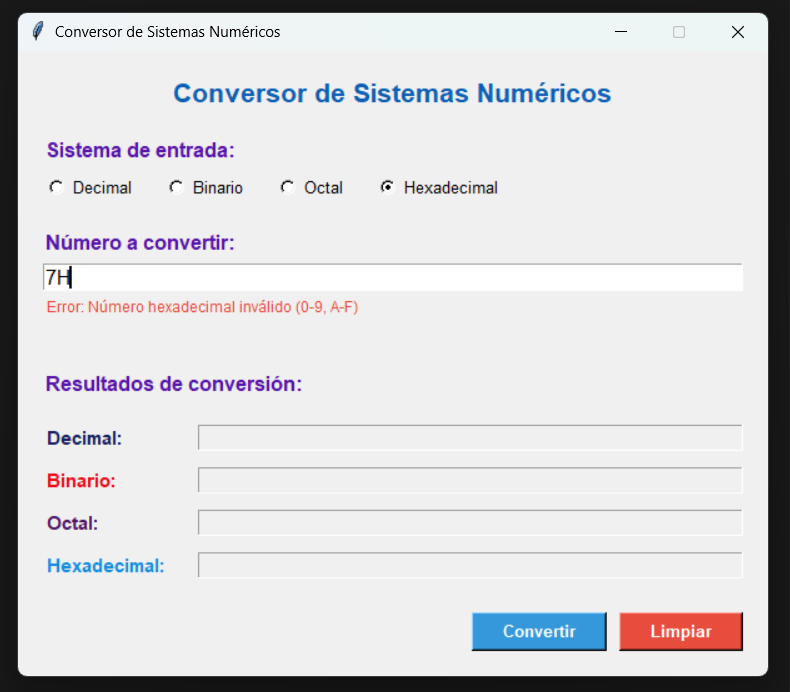 Conversor de Sistemas Numéricos
Conversor de Sistemas Numéricos
Sistema de entrada:
Decimal Binario Octal Hexadecimal
Número a convertir:
7H
Error: Número hexadecimal inválido (0-9, A-F)
Resultados de conversión:
Decimal:
Binario:
Octal:
Hexadecimal:
Convertir Limpiar